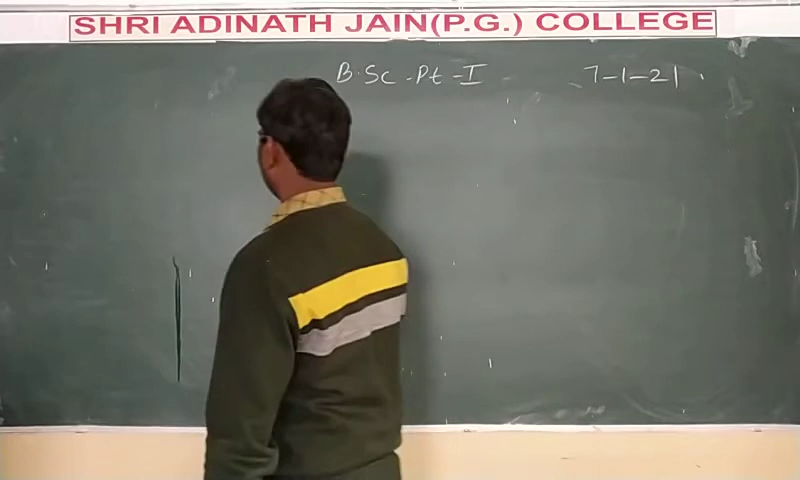 SHRI ADINATH JAIN(P.G.) COLLEGE
B.Sc-Pt-I 7-1-21